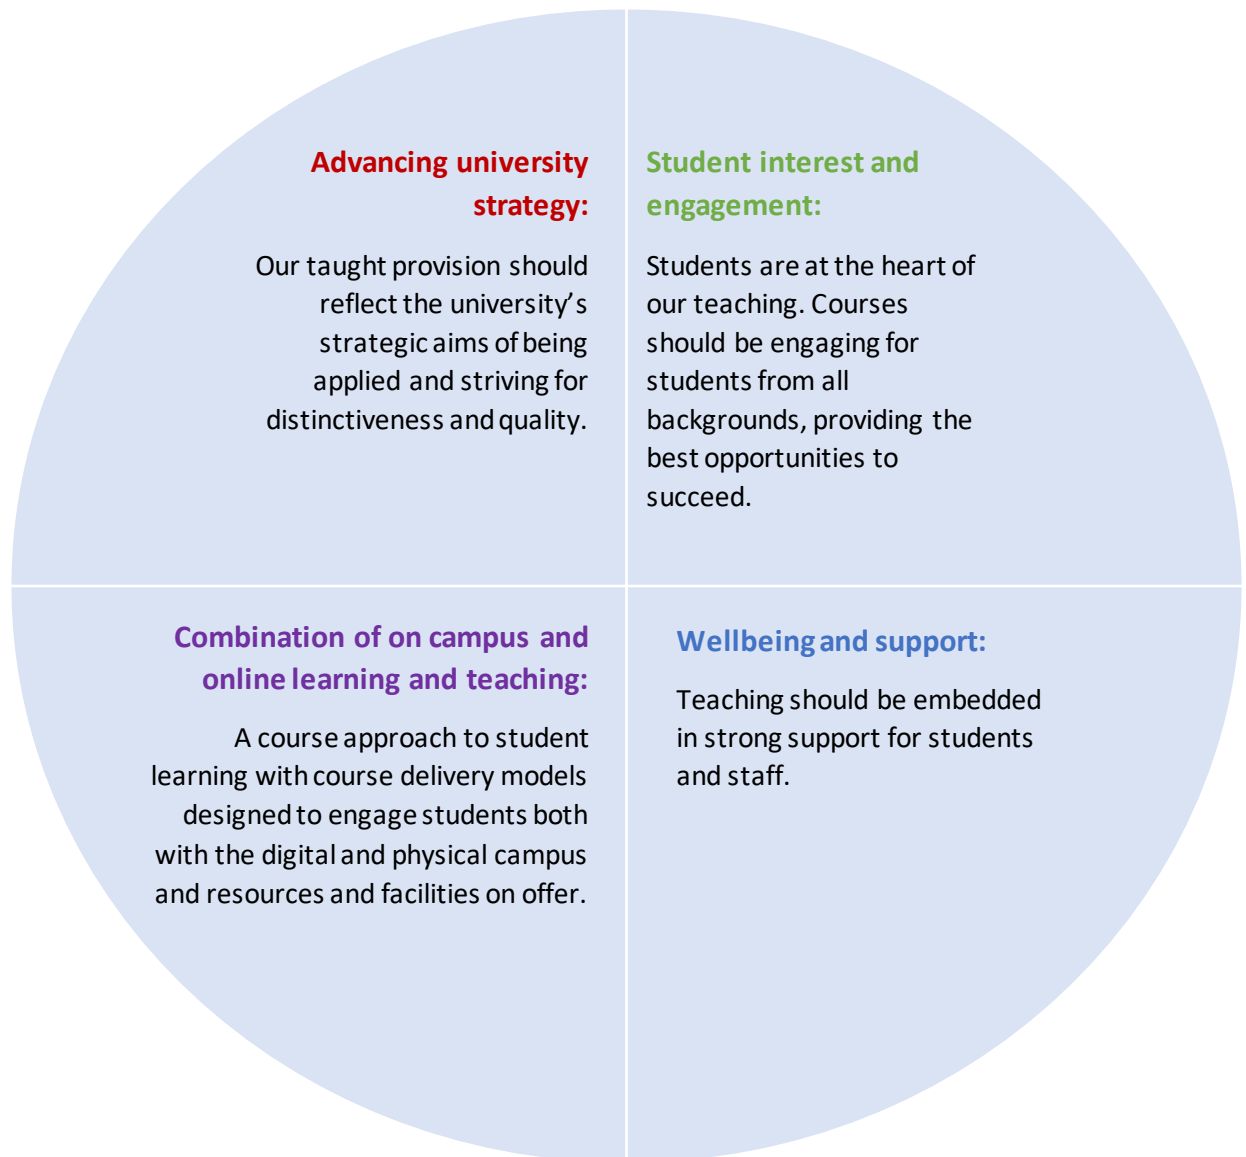 Advancing university
strategy:
Our taught provision should
reflect the university’s
strategic aims of being
applied and striving for
distinctiveness and quality.
Student interest and
engagement:
Students are at the heart of
our teaching. Courses
should be engaging for
students from all
backgrounds, providing the
best opportunities to
succeed.
Combination of on campus and
online learning and teaching:
A course approach to student
learning with course delivery models
designed to engage students both
with the digital and physical campus
and resources and facilities on offer.
Wellbeing and support:
Teaching should be embedded
in strong support for students
and staff.